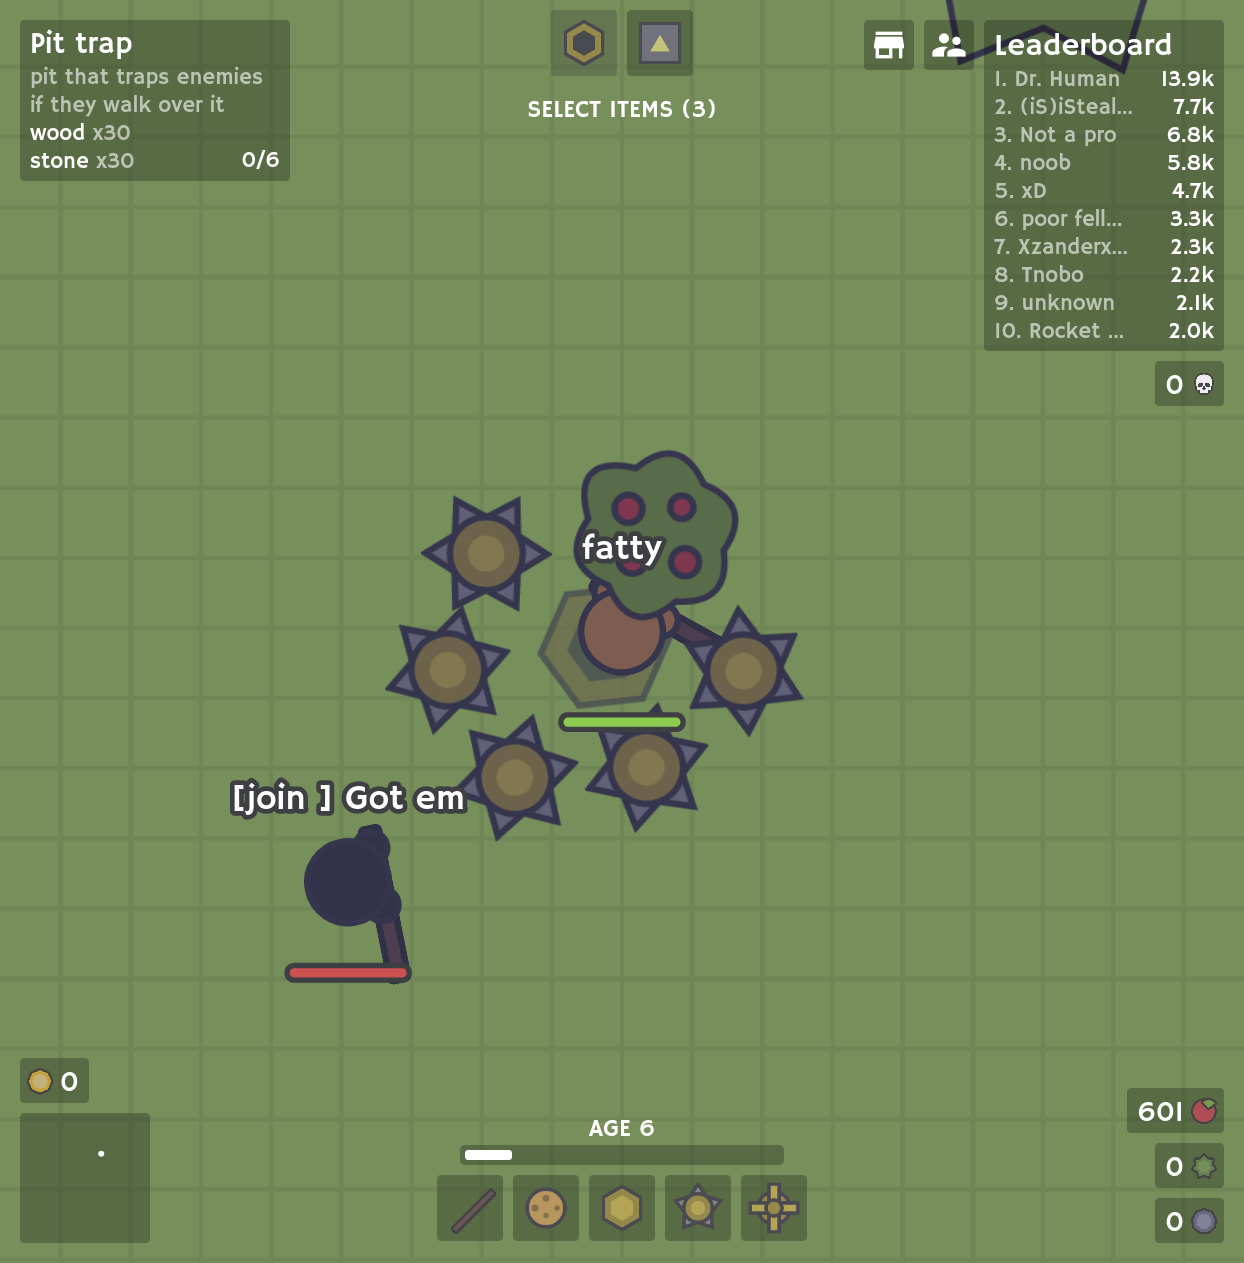 Pit trap
pit that traps enemies
if they walk over it
wood x30
stone x30 0/6
SELECT ITEMS (3)
Leaderboard
1. Dr. Human 13.9k
2. (iS)iSteal... 7.7k
3. Not a pro 6.8k
4. noob 5.8k
5. xD 4.7k
6. poor fell... 3.3k
7. Xzanderx... 2.3k
8. Tnobo 2.2k
9. unknown 2.1k
10. Rocket ... 2.0k
0
fatty
[join ] Got em
0
AGE 6
601
0
0